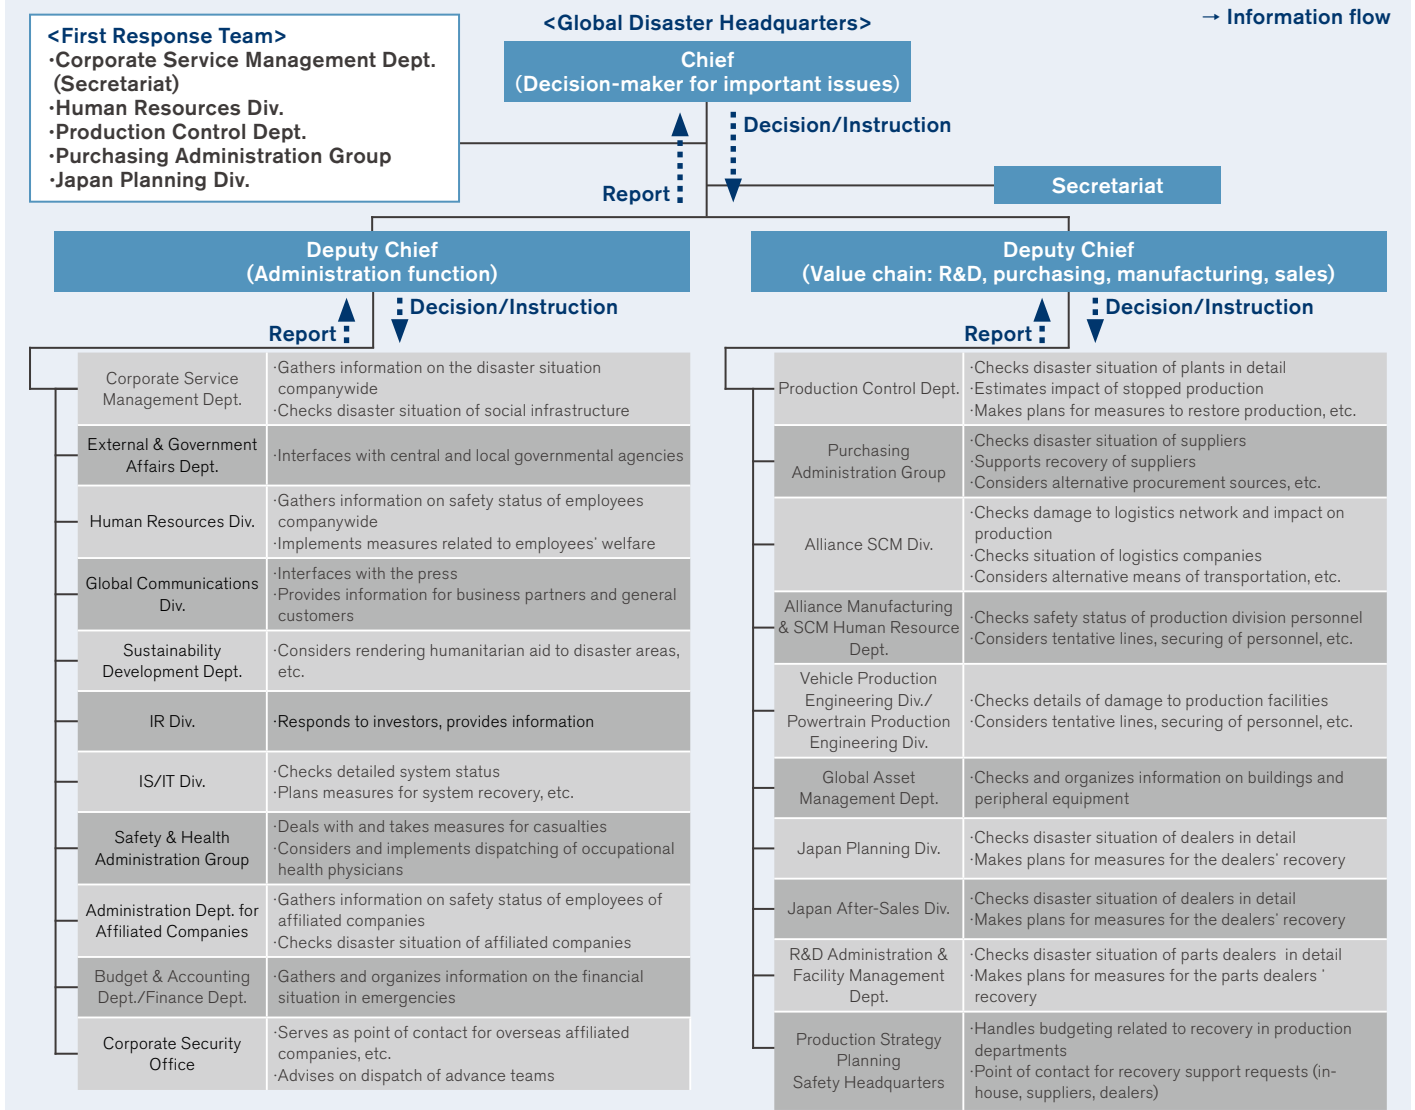 <First Response Team>
·Corporate Service Management Dept.
(Secretariat)
·Human Resources Div.
·Production Control Dept.
·Purchasing Administration Group
·Japan Planning Div.
<Global Disaster Headquarters>
→ Information flow
Chief
(Decision-maker for important issues)
Decision/Instruction
Report
Secretariat
Deputy Chief
(Administration function)
Decision/Instruction
Report
Corporate Service
Management Dept.
·Gathers information on the disaster situation
companywide
·Checks disaster situation of social infrastructure
External & Government
Affairs Dept.
·Interfaces with central and local governmental agencies
Human Resources Div.
·Gathers information on safety status of employees
companywide
·Implements measures related to employees' welfare
Global Communications
Div.
·Interfaces with the press
·Provides information for business partners and general
customers
Sustainability
Development Dept.
·Considers rendering humanitarian aid to disaster areas,
etc.
IR Div.
·Responds to investors, provides information
IS/IT Div.
·Checks detailed system status
·Plans measures for system recovery, etc.
Safety & Health
Administration Group
·Deals with and takes measures for casualties
·Considers and implements dispatching of occupational
health physicians
Administration Dept. for
Affiliated Companies
·Gathers information on safety status of employees of
affiliated companies
·Checks disaster situation of affiliated companies
Budget & Accounting
Dept./Finance Dept.
·Gathers and organizes information on the financial
situation in emergencies
Corporate Security
Office
·Serves as point of contact for overseas affiliated
companies, etc.
·Advises on dispatch of advance teams
Deputy Chief
(Value chain: R&D, purchasing, manufacturing, sales)
Decision/Instruction
Report
Production Control Dept.
·Checks disaster situation of plants in detail
·Estimates impact of stopped production
·Makes plans for measures to restore production, etc.
Purchasing
Administration Group
·Checks disaster situation of suppliers
·Supports recovery of suppliers
·Considers alternative procurement sources, etc.
Alliance SCM Div.
·Checks damage to logistics network and impact on
production
·Checks situation of logistics companies
·Considers alternative means of transportation, etc.
Alliance Manufacturing
& SCM Human Resource
Dept.
·Checks safety status of production division personnel
·Considers tentative lines, securing of personnel, etc.
Vehicle Production
Engineering Div./
Powertrain Production
Engineering Div.
·Checks details of damage to production facilities
·Considers tentative lines, securing of personnel, etc.
Global Asset
Management Dept.
·Checks and organizes information on buildings and
peripheral equipment
Japan Planning Div.
·Checks disaster situation of dealers in detail
·Makes plans for measures for the dealers' recovery
Japan After-Sales Div.
·Checks disaster situation of dealers in detail
·Makes plans for measures for the dealers' recovery
R&D Administration &
Facility Management
Dept.
·Checks disaster situation of parts dealers in detail
·Makes plans for measures for the parts dealers '
recovery
Production Strategy
Planning
Safety Headquarters
·Handles budgeting related to recovery in production
departments
·Point of contact for recovery support requests (in-
house, suppliers, dealers)